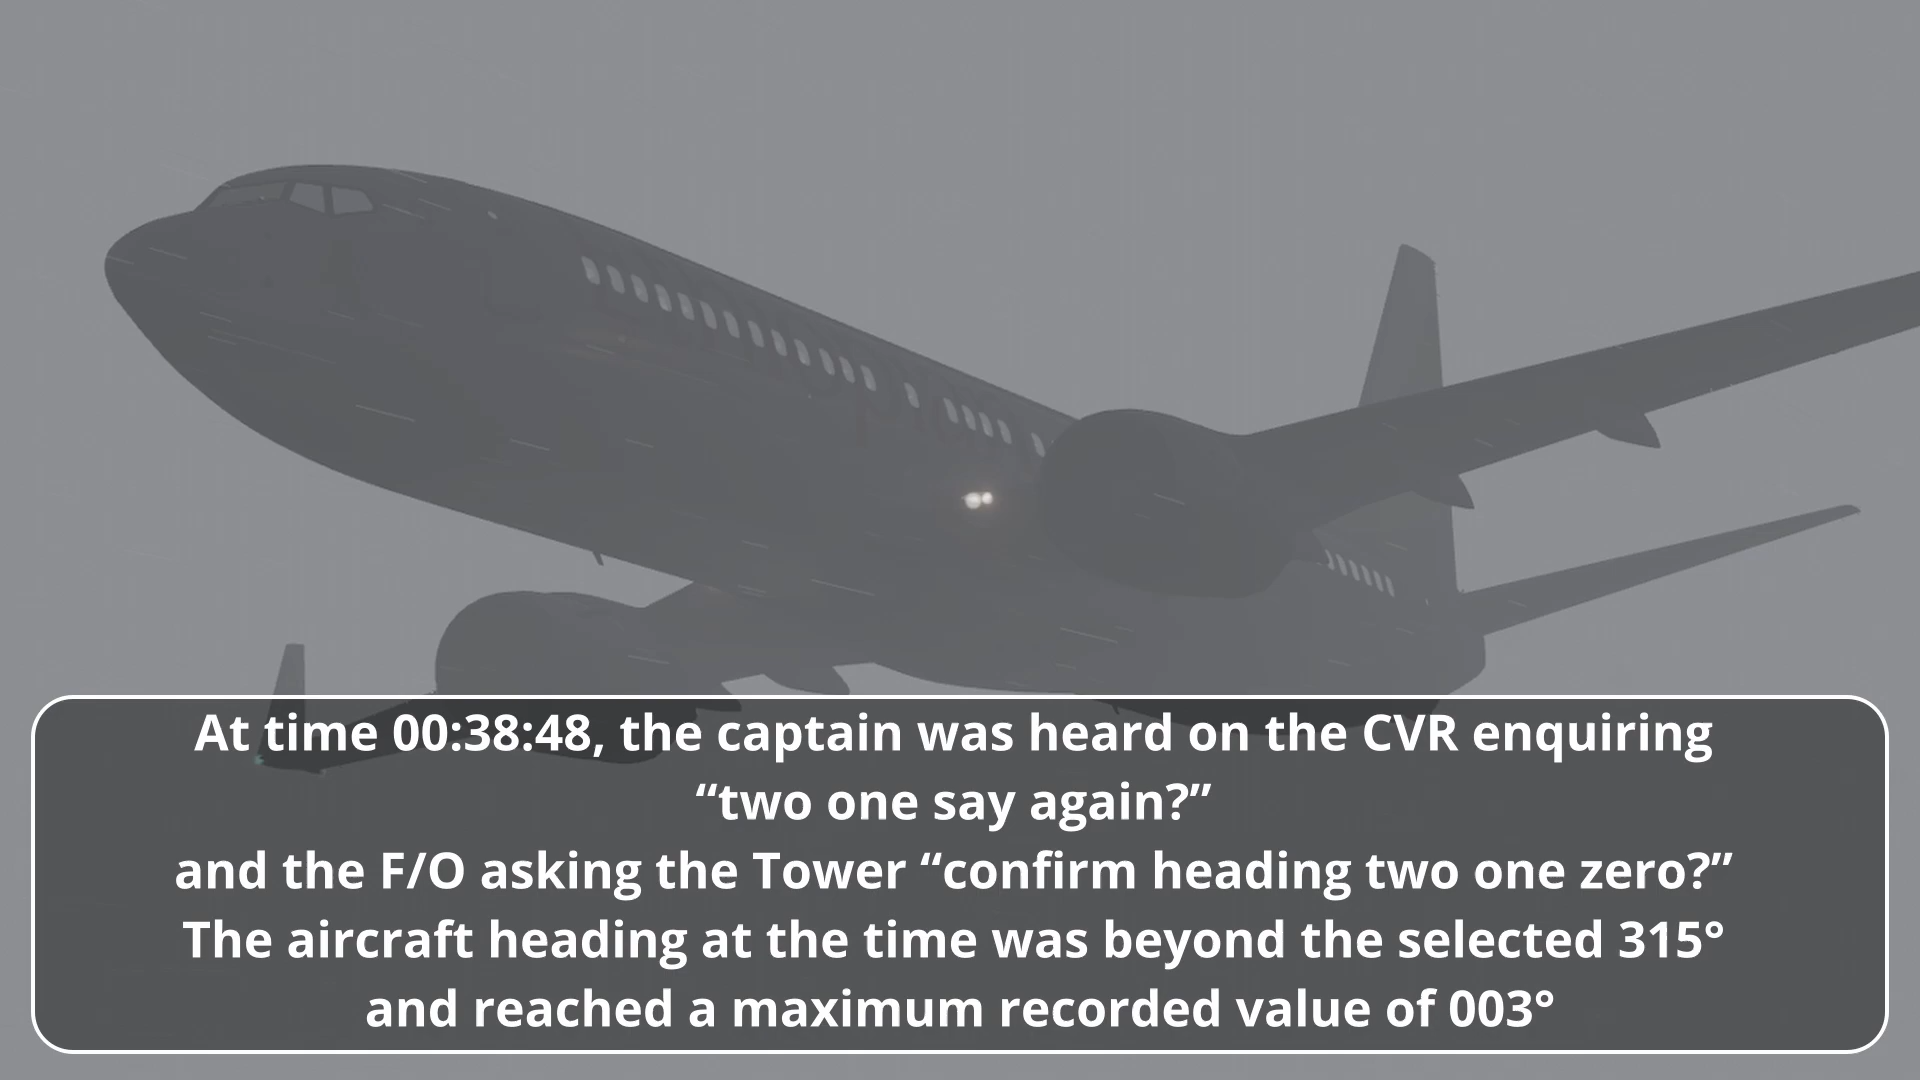 At time 00:38:48, the captain was heard on the CVR enquiring
“two one say again?”
and the F/O asking the Tower “confirm heading two one zero?”
The aircraft heading at the time was beyond the selected 315°
and reached a maximum recorded value of 003°